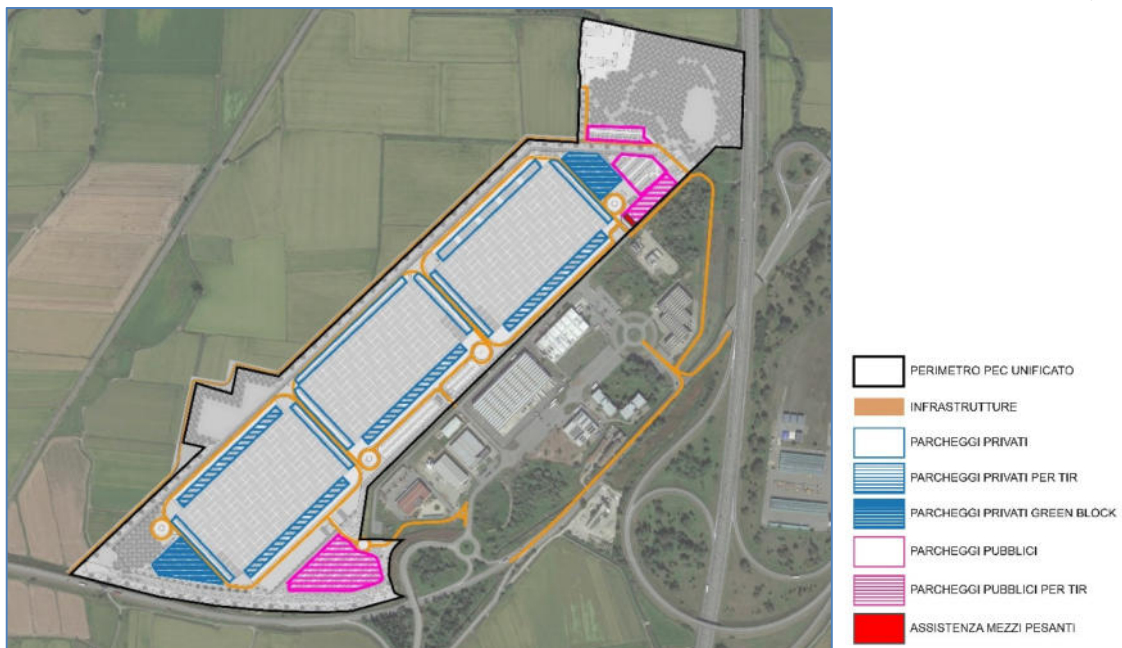 PERIMETRO PEC UNIFICATO
INFRASTRUTTURE
PARCHEGGI PRIVATI
PARCHEGGI PRIVATI PER TIR
PARCHEGGI PRIVATI GREEN BLOCK
PARCHEGGI PUBBLICI
PARCHEGGI PUBBLICI PER TIR
ASSISTENZA MEZZI PESANTI